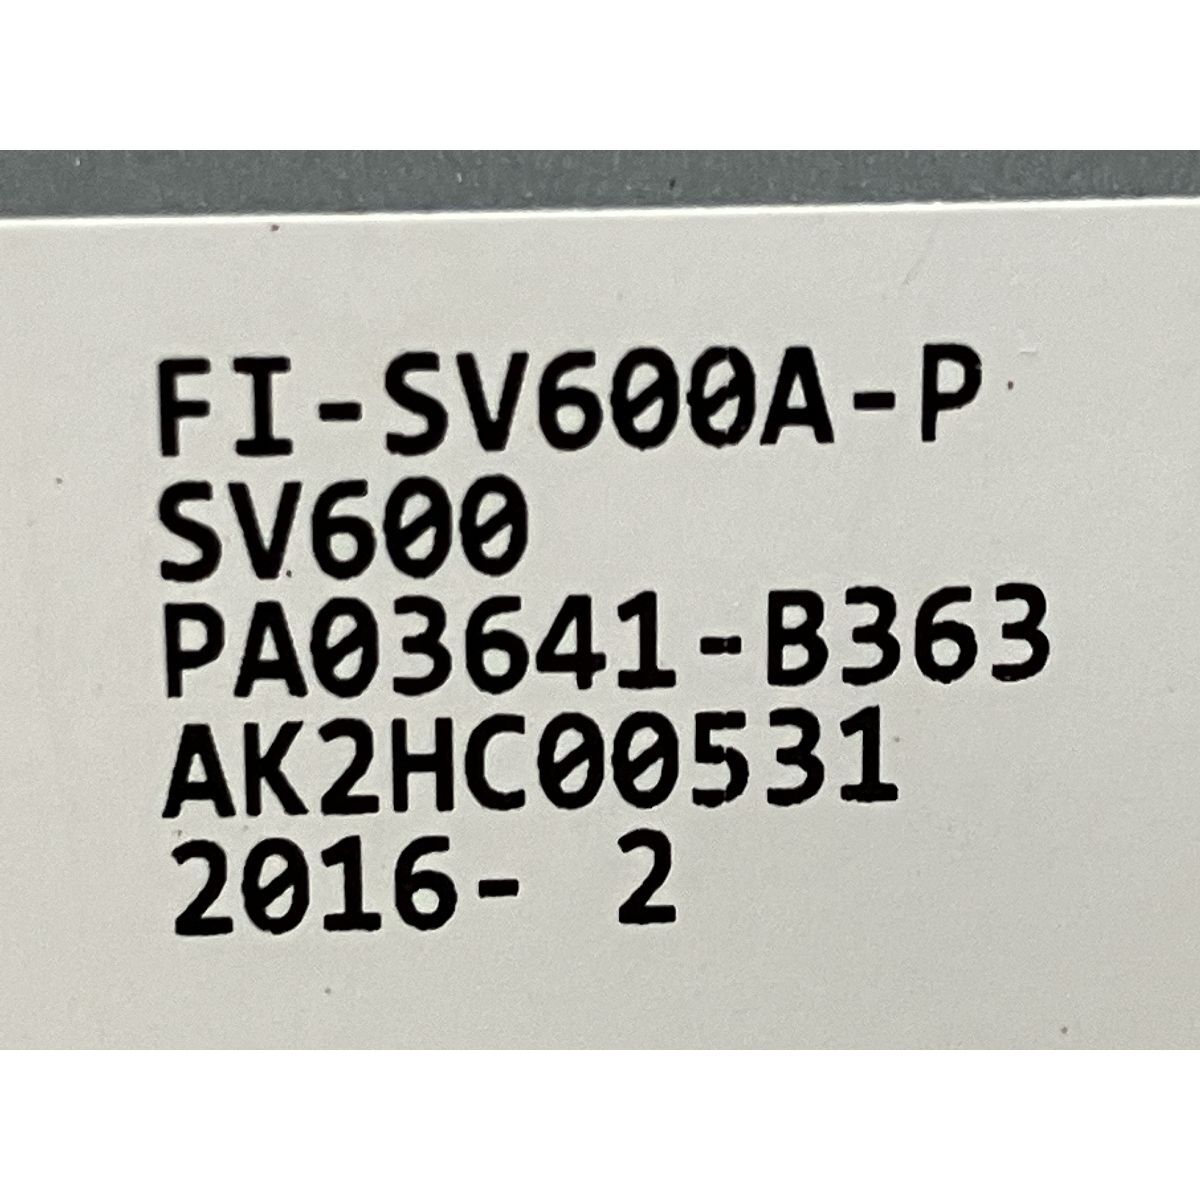 FI-SV600A-P
SV600
PA03641-B363
AK2HC00531
2016- 2